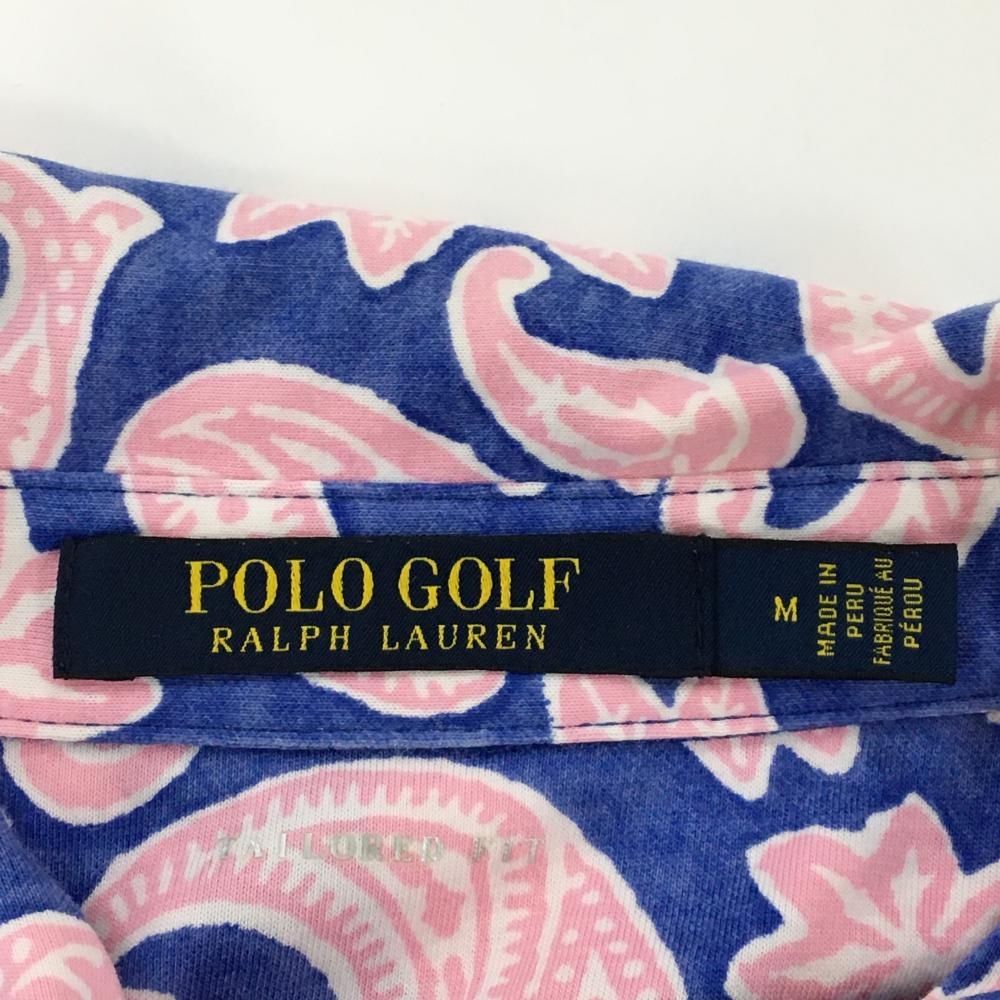 POLO GOLF
RALPH LAUREN
M
MADE IN
PERU
FABRIQUÉ AU
PÉROU
TAILORED FIT